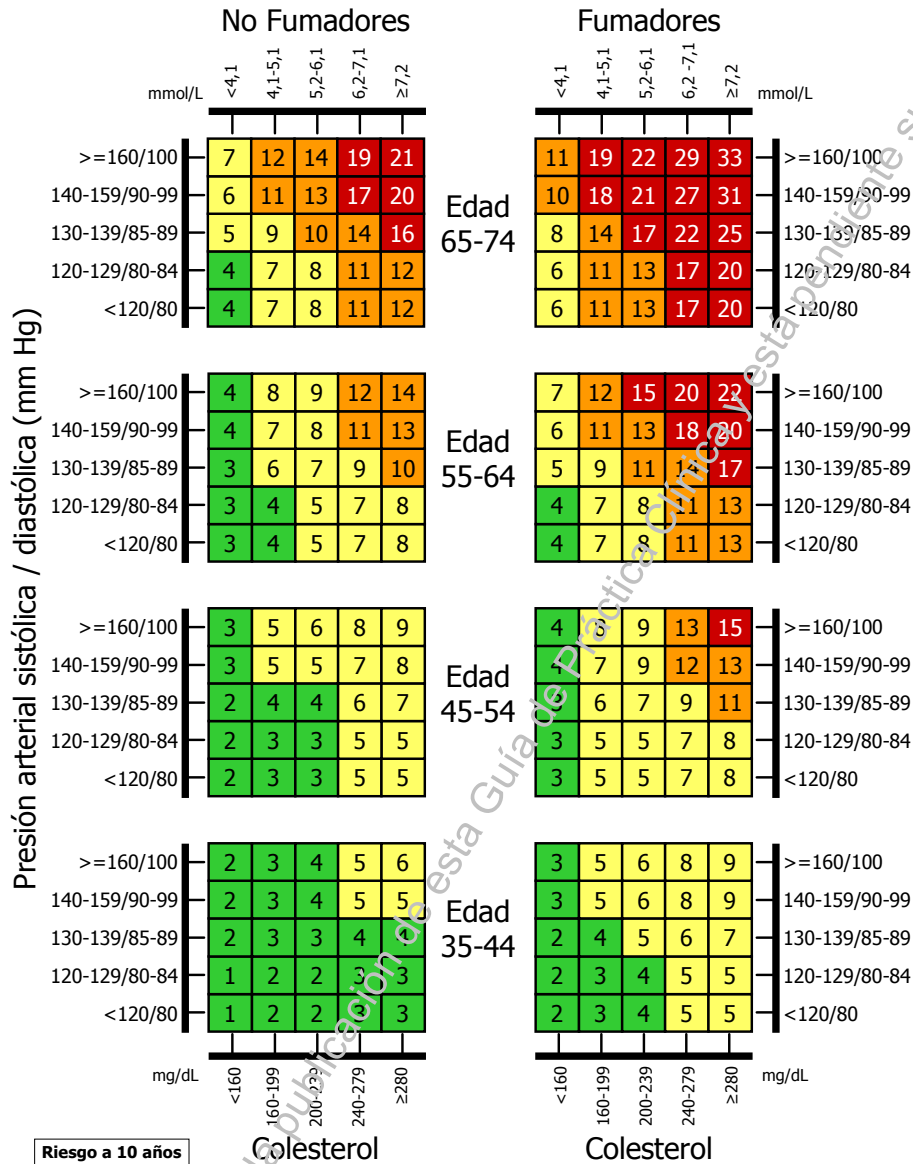 No Fumadores Fumadores
mmol/L <4,1 4,1-5,1 5,2-6,1 6,2-7,1 ≥7,2 <4,1 4,1-5,1 5,2-6,1 6,2 -7,1 ≥7,2 mmol/L
>=160/100 7 12 14 19 21 11 19 22 29 33 >=160/100
140-159/90-99 6 11 13 17 20 Edad 10 18 21 27 31 140-159/90-99
130-139/85-89 5 9 10 14 16 65-74 8 14 17 22 25 130-139/85-89
120-129/80-84 4 7 8 11 12 6 11 13 17 20 120-129/80-84
<120/80 4 7 8 11 12 6 11 13 17 20 <120/80
Presión arterial sistólica / diastólica (mm Hg)
>=160/100 4 8 9 12 14 7 12 15 20 22 >=160/100
140-159/90-99 4 7 8 11 13 Edad 6 11 13 18 20 140-159/90-99
130-139/85-89 3 6 7 9 10 55-64 5 9 11 17 130-139/85-89
120-129/80-84 3 4 5 7 8 4 7 8 11 13 120-129/80-84
<120/80 3 4 5 7 8 4 7 8 11 13 <120/80
>=160/100 3 5 6 8 9 4 9 13 15 >=160/100
140-159/90-99 3 5 5 7 8 Edad 4 7 9 12 13 140-159/90-99
130-139/85-89 2 4 4 6 7 45-54 3 6 7 9 11 130-139/85-89
120-129/80-84 2 3 3 5 5 3 5 5 7 8 120-129/80-84
<120/80 2 3 3 5 5 3 5 5 7 8 <120/80
>=160/100 2 3 4 5 6 3 5 6 8 9 >=160/100
140-159/90-99 2 3 4 5 5 Edad 3 5 6 8 9 140-159/90-99
130-139/85-89 2 3 3 4 35-44 2 4 5 6 7 130-139/85-89
120-129/80-84 1 2 2 3 3 2 3 4 5 5 120-129/80-84
<120/80 1 2 2 3 3 2 3 4 5 5 <120/80
mg/dL <160 160-199 200-239 240-279 ≥280 <160 160-199 200-239 240-279 ≥280 mg/dL
Colesterol Colesterol
Riesgo a 10 años
la publicación de esta Guía de Práctica Clínica y está pendiente su